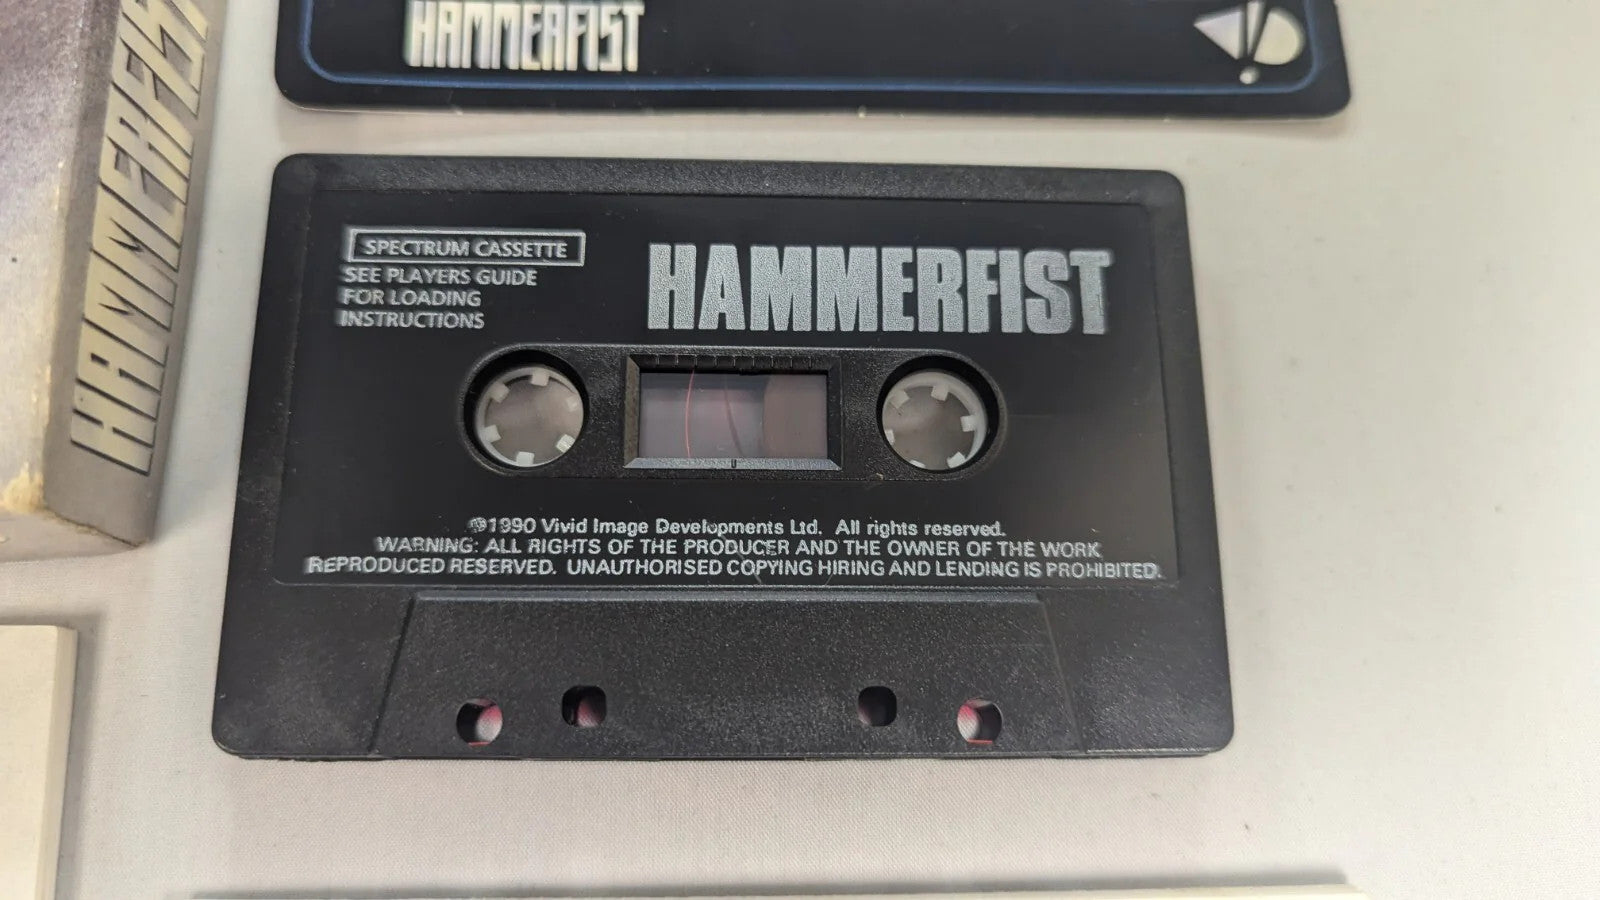 HAMMERFIST
HAMMERFIST
SPECTRUM CASSETTE
SEE PLAYERS GUIDE
FOR LOADING
INSTRUCTIONS
HAMMERFIST
℗1990 Vivid Image Developments Ltd. All rights reserved.
WARNING: ALL RIGHTS OF THE PRODUCER AND THE OWNER OF THE WORK
REPRODUCED RESERVED. UNAUTHORISED COPYING HIRING AND LENDING IS PROHIBITED.